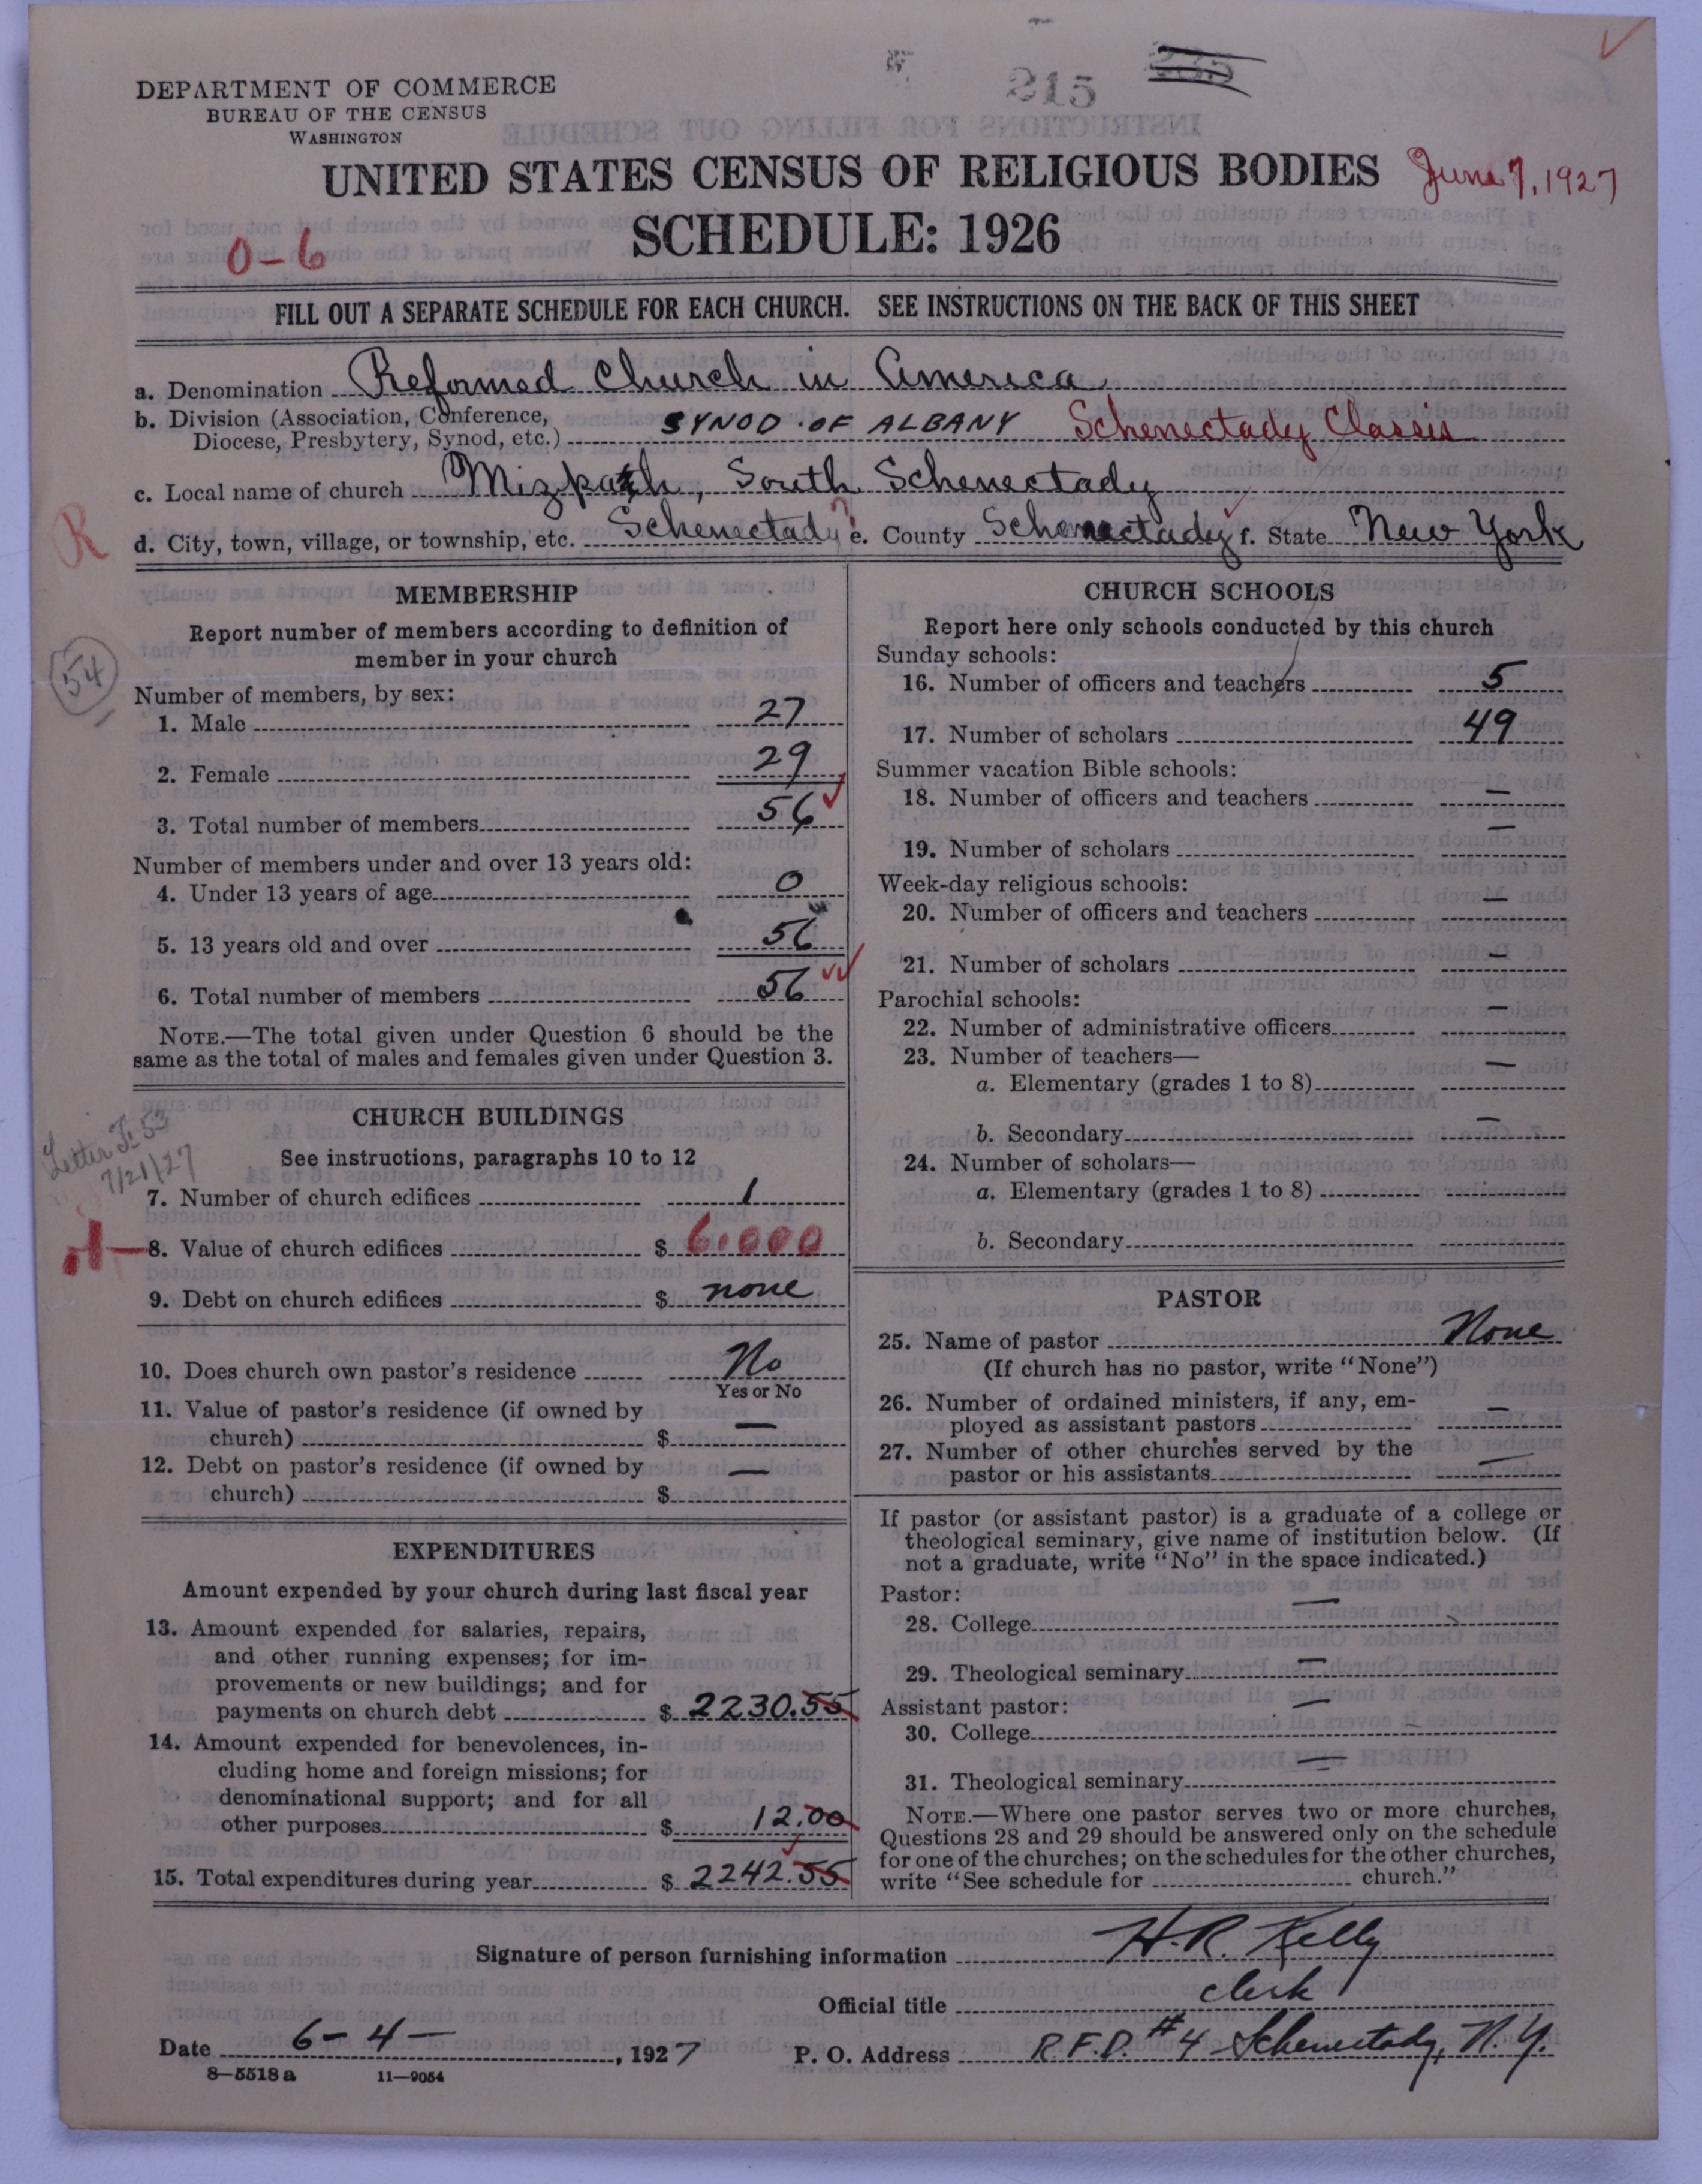 215
235
DEPARTMENT OF COMMERCE
BUREAU OF THE CENSUS
WASHINGTON
UNITED STATES CENSUS OF RELIGIOUS BODIES June 7, 1927
SCHEDULE: 1926
0-6
FILL OUT A SEPARATE SCHEDULE FOR EACH CHURCH. SEE INSTRUCTIONS ON THE BACK OF THIS SHEET
a. Denomination Reformed Church in America
b. Division (Association, Conference,
Diocese, Presbytery, Synod, etc.) SYNOD OF ALBANY Schenectady Classis
c. Local name of church Mizpah, South Schenectady
R
d. City, town, village, or township, etc. Schenectady e. County Schenectady f. State New York
MEMBERSHIP
Report number of members according to definition of
member in your church
54
Number of members, by sex:
1. Male 27
2. Female 29
3. Total number of members 56
Number of members under and over 13 years old:
4. Under 13 years of age 0
5. 13 years old and over 56
6. Total number of members 56
NOTE.—The total given under Question 6 should be the
same as the total of males and females given under Question 3.
CHURCH BUILDINGS
See instructions, paragraphs 10 to 12
Letter
7/21/27
7. Number of church edifices 1
8. Value of church edifices $ 6,000
9. Debt on church edifices $ none
10. Does church own pastor's residence No
Yes or No
11. Value of pastor's residence (if owned by
church) $ —
12. Debt on pastor's residence (if owned by
church) $ —
EXPENDITURES
Amount expended by your church during last fiscal year
13. Amount expended for salaries, repairs,
and other running expenses; for im-
provements or new buildings; and for
payments on church debt $ 2230.55
14. Amount expended for benevolences, in-
cluding home and foreign missions; for
denominational support; and for all
other purposes $ 12.00
15. Total expenditures during year $ 2242.55
CHURCH SCHOOLS
Report here only schools conducted by this church
Sunday schools:
16. Number of officers and teachers 5
17. Number of scholars 49
Summer vacation Bible schools:
18. Number of officers and teachers —
19. Number of scholars —
Week-day religious schools:
20. Number of officers and teachers —
21. Number of scholars —
Parochial schools:
22. Number of administrative officers —
23. Number of teachers—
a. Elementary (grades 1 to 8) —
b. Secondary —
24. Number of scholars—
a. Elementary (grades 1 to 8)
b. Secondary
PASTOR
25. Name of pastor None
(If church has no pastor, write "None")
26. Number of ordained ministers, if any, em-
ployed as assistant pastors —
27. Number of other churches served by the
pastor or his assistants —
If pastor (or assistant pastor) is a graduate of a college or
theological seminary, give name of institution below. (If
not a graduate, write "No" in the space indicated.)
Pastor:
28. College —
29. Theological seminary —
Assistant pastor:
30. College —
31. Theological seminary —
NOTE.—Where one pastor serves two or more churches,
Questions 28 and 29 should be answered only on the schedule
for one of the churches; on the schedules for the other churches,
write "See schedule for church."
Signature of person furnishing information H. R. Kelly
Official title clerk
Date 6-4-, 1927 P. O. Address R.F.D. #4 Schenectady, N.Y.
8—5518 a 11—9054